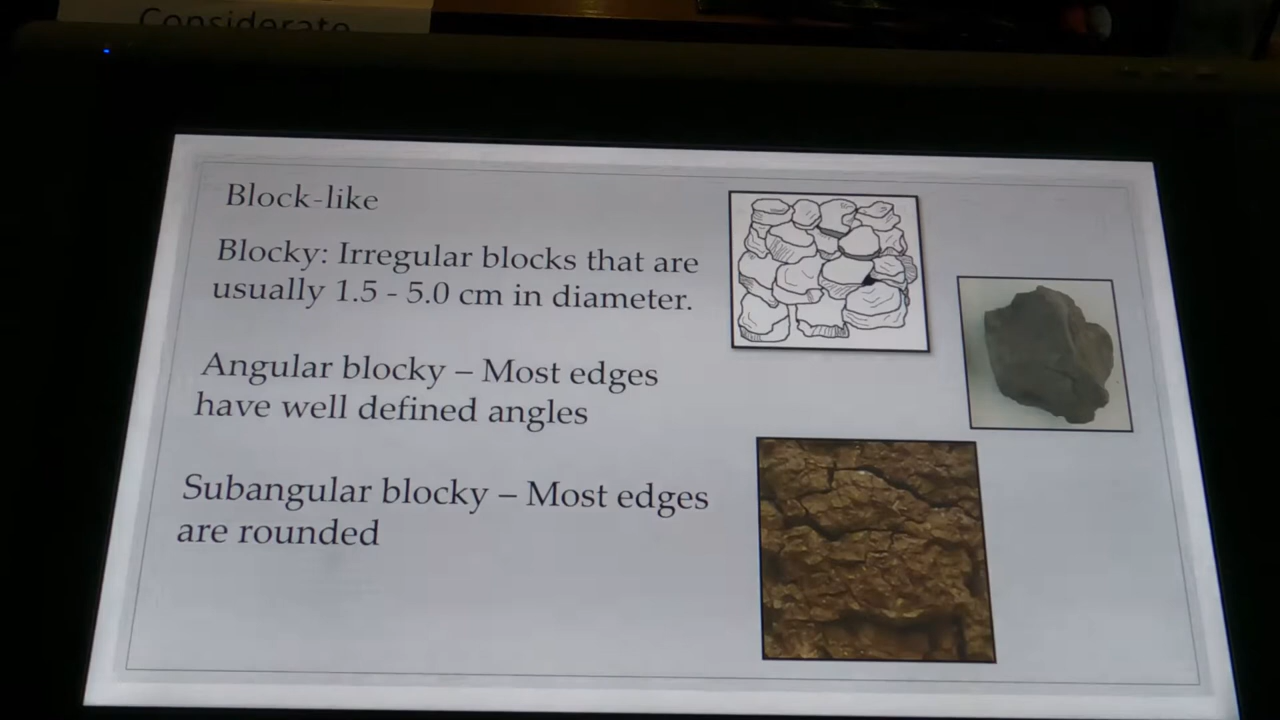 Considerate
Block-like
Blocky: Irregular blocks that are
usually 1.5 - 5.0 cm in diameter.
Angular blocky – Most edges
have well defined angles
Subangular blocky – Most edges
are rounded